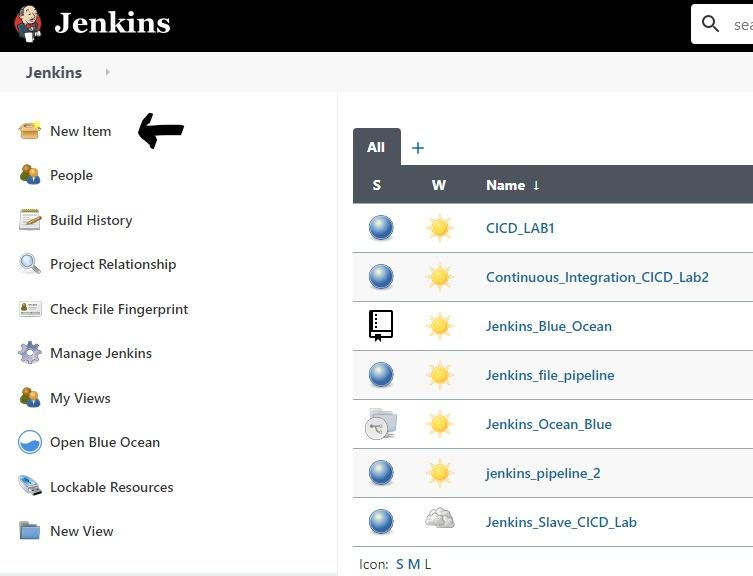 Jenkins
sea
Jenkins
New Item
People
Build History
Project Relationship
Check File Fingerprint
Manage Jenkins
My Views
Open Blue Ocean
Lockable Resources
New View
All +
S W Name ↓
CICD_LAB1
Continuous_Integration_CICD_Lab2
Jenkins_Blue_Ocean
Jenkins_file_pipeline
Jenkins_Ocean_Blue
jenkins_pipeline_2
Jenkins_Slave_CICD_Lab
Icon: S M L